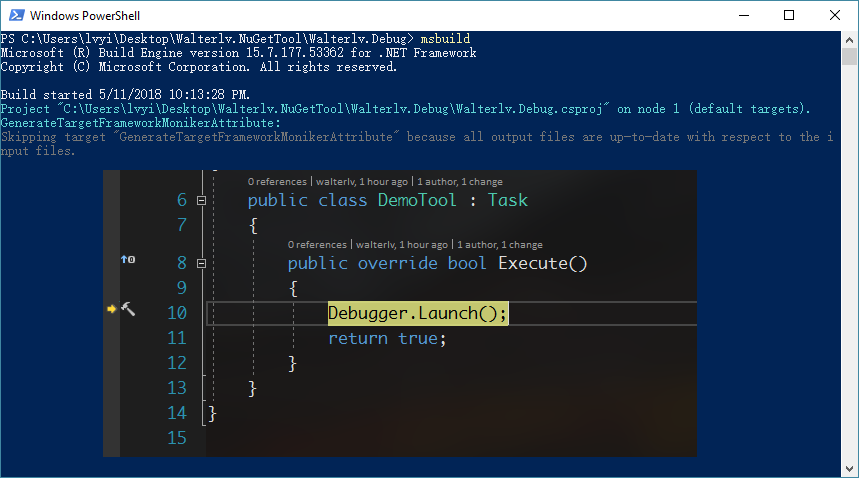 Windows PowerShell
PS C:\Users\lvyi\Desktop\Walterlv.NuGetTool\Walterlv.Debug> msbuild
Microsoft (R) Build Engine version 15.7.177.53362 for .NET Framework
Copyright (C) Microsoft Corporation. All rights reserved.
Build started 5/11/2018 10:13:28 PM.
Project "C:\Users\lvyi\Desktop\Walterlv.NuGetTool\Walterlv.Debug\Walterlv.Debug.csproj" on node 1 (default targets).
GenerateTargetFrameworkMonikerAttribute:
Skipping target "GenerateTargetFrameworkMonikerAttribute" because all output files are up-to-date with respect to the i
nput files.
0 references | walterlv, 1 hour ago | 1 author, 1 change
6 public class DemoTool : Task
7 {
0 references | walterlv, 1 hour ago | 1 author, 1 change
8 public override bool Execute()
9 {
10 Debugger.Launch();
11 return true;
12 }
13 }
14 }
15